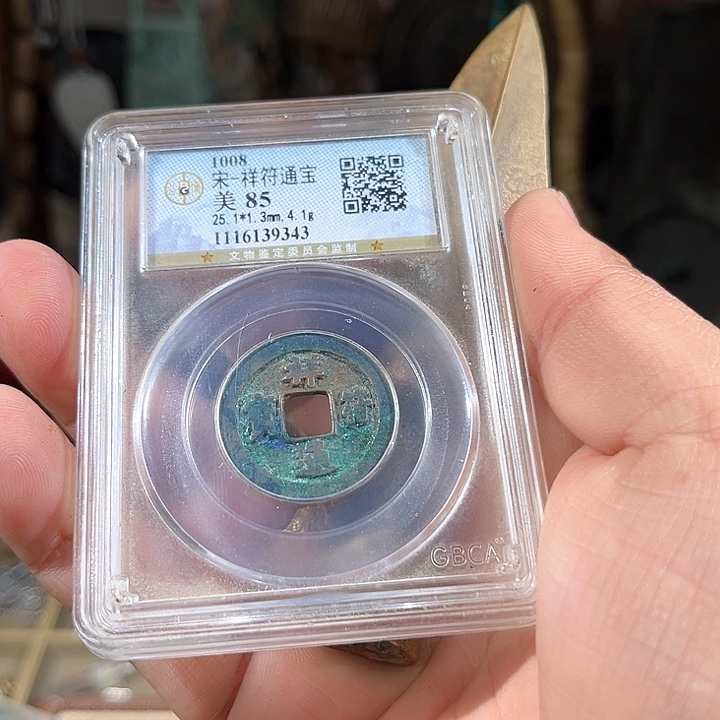 1008
宋-祥符通宝
美 85
25.1*1.3mm,4.1g
1116139343
文物鉴定委员会监制
G
GBCA